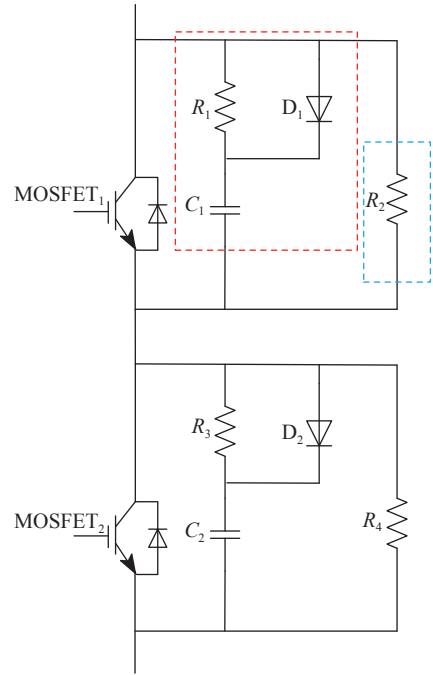 R₁
D₁
MOSFET₁
C₁
R₂
R₃
D₂
MOSFET₂
C₂
R₄